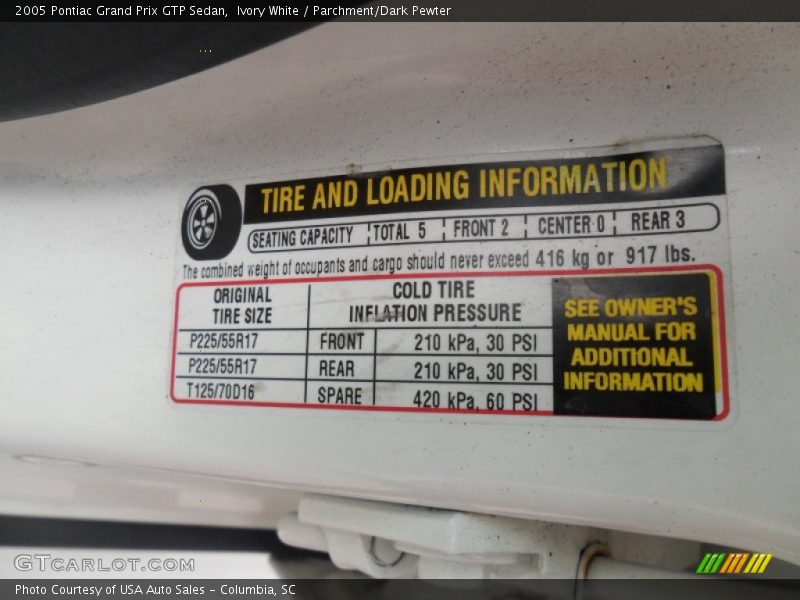 2005 Pontiac Grand Prix GTP Sedan,  Ivory White / Parchment/Dark Pewter
TIRE AND LOADING INFORMATION
SEATING CAPACITY TOTAL 5 FRONT 2 CENTER 0 REAR 3
The combined weight of occupants and cargo should never exceed 416 kg or 917 lbs.
ORIGINAL TIRE SIZE
COLD TIRE INFLATION PRESSURE
P225/55R17 FRONT 210 kPa, 30 PSI
P225/55R17 REAR 210 kPa, 30 PSI
T125/70D16 SPARE 420 kPa, 60 PSI
SEE OWNER'S
MANUAL FOR
ADDITIONAL
INFORMATION
GTCARLOT.COM
Photo Courtesy of USA Auto Sales - Columbia, SC